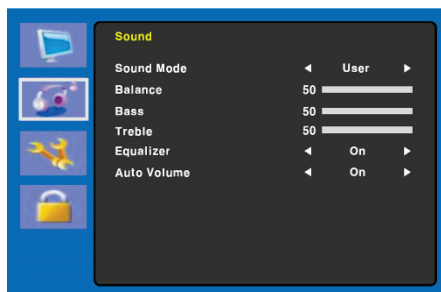 Sound
Sound Mode ◀ User ▶
Balance 50
Bass 50
Treble 50
Equalizer ◀ On ▶
Auto Volume ◀ On ▶